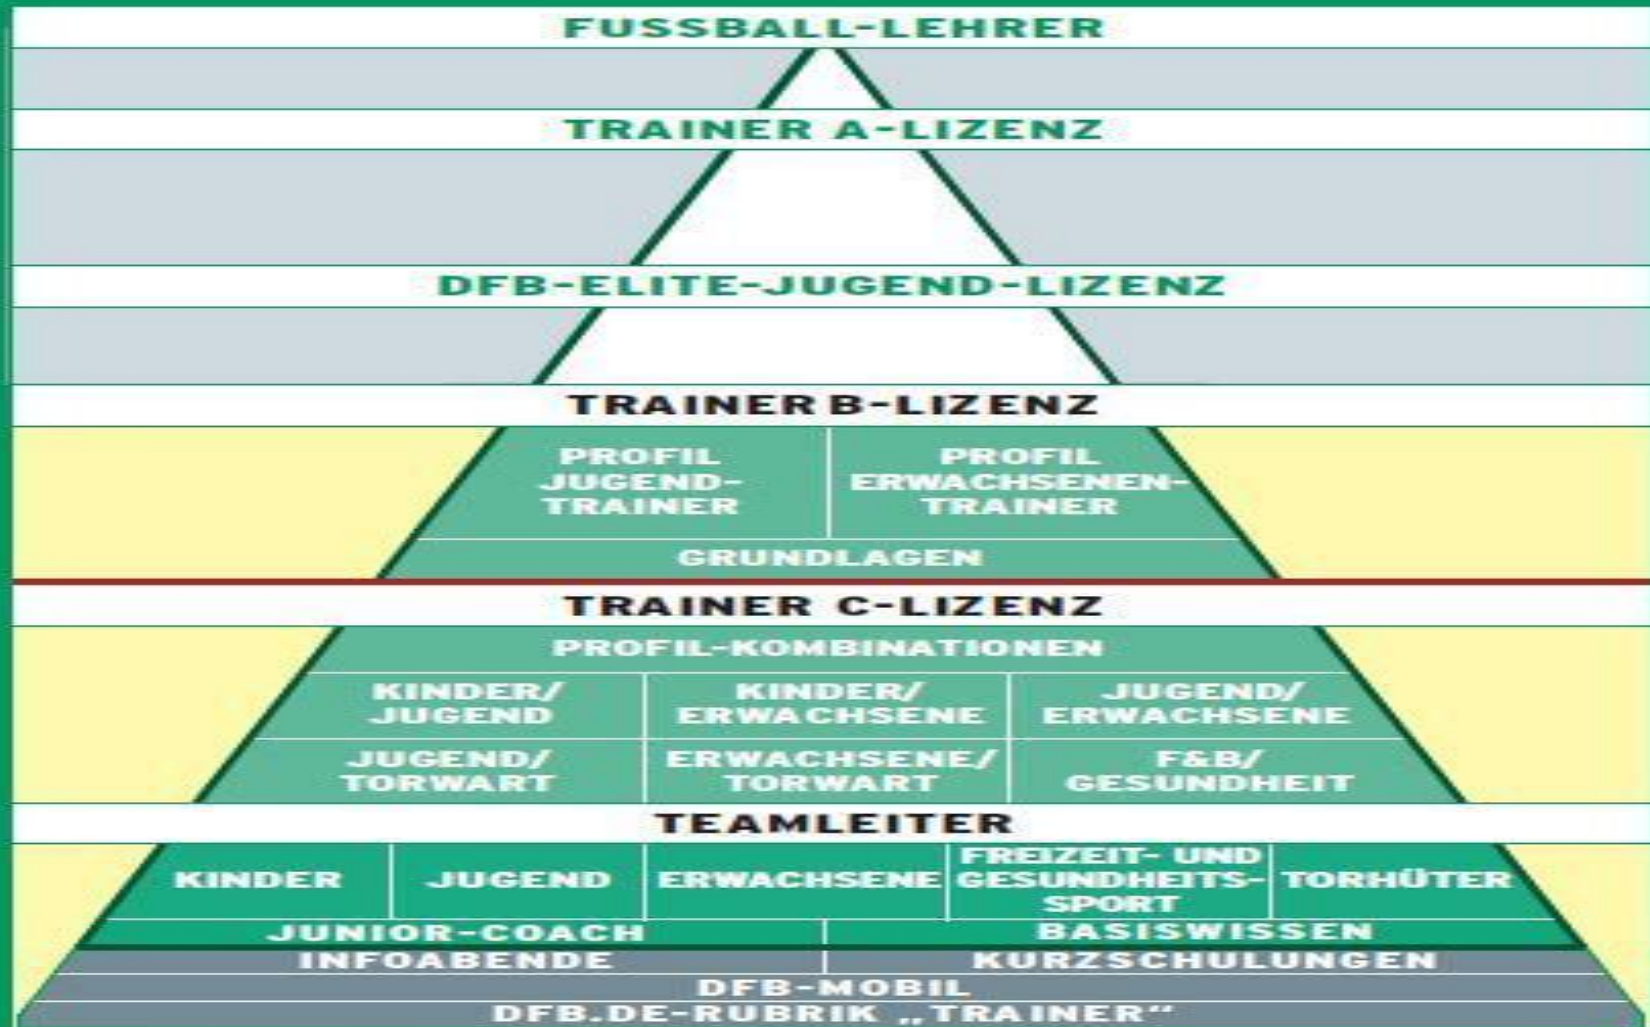 FUSSBALL-LEHRER
TRAINER A-LIZENZ
DFB-ELITE-JUGEND-LIZENZ
TRAINER B-LIZENZ
PROFIL
JUGEND-
TRAINER
PROFIL
ERWACHSENEN-
TRAINER
GRUNDLAGEN
TRAINER C-LIZENZ
PROFIL-KOMBINATIONEN
KINDER/
JUGEND
KINDER/
ERWACHSENE
JUGEND/
ERWACHSENE
JUGEND/
TORWART
ERWACHSENE/
TORWART
F&B/
GESUNDHEIT
TEAMLEITER
KINDER
JUGEND
ERWACHSENE
FREIZEIT- UND
GESUNDHEITS-
SPORT
TORHÜTER
JUNIOR-COACH
BASISWISSEN
INFOABENDE
KURZSCHULUNGEN
DFB-MOBIL
DFB.DE-RUBRIK „TRAINER“